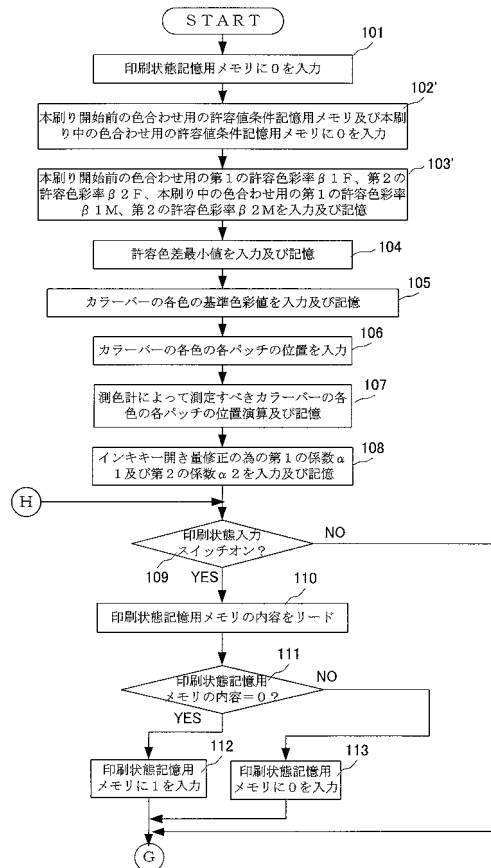 START
101
印刷状態記憶用メモリに0を入力
102'
本刷り開始前の色合わせ用の許容値条件記憶用メモリ及び本刷
り中の色合わせ用の許容値条件記憶用メモリに0を入力
103'
本刷り開始前の色合わせ用の第1の許容色彩率β1F、第2の
許容色彩率β2F、本刷り中の色合わせ用の第1の許容色彩率
β1M、第2の許容色彩率β2Mを入力及び記憶
104
許容色差最小値を入力及び記憶
105
カラーバーの各色の基準色彩値を入力及び記憶
106
カラーバーの各色の各パッチの位置を入力
107
測色計によって測定すべきカラーバーの各
色の各パッチの位置演算及び記憶
108
インキキー開き量修正の為の第1の係数α
1及び第2の係数α2を入力及び記憶
H
印刷状態入力
スイッチオン?
NO
109
YES
110
印刷状態記憶用メモリの内容をリード
111
印刷状態記憶用
メモリの内容=0?
NO
YES
112
印刷状態記憶用
メモリに1を入力
113
印刷状態記憶用
メモリに0を入力
G